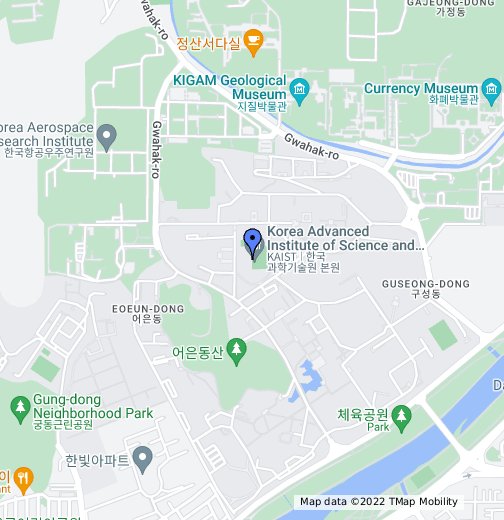 GAJEONG-DONG
가정동
Gwahak-ro
정산서다실
KIGAM Geological
Museum
지질박물관
Currency Museum
화폐박물관
Gwahak-ro
Gwahak-ro
orea Aerospace
search Institute
한국항공우주연구원
Korea Advanced
Institute of Science and...
KAIST | 한국
과학기술원 본원
GUSEONG-DONG
구성동
EOEUN-DONG
어은동
어은동산
Gung-dong
Neighborhood Park
궁동근린공원
체육공원
Park
한빛아파트
이
ant
Da
Map data ©2022 TMap Mobility